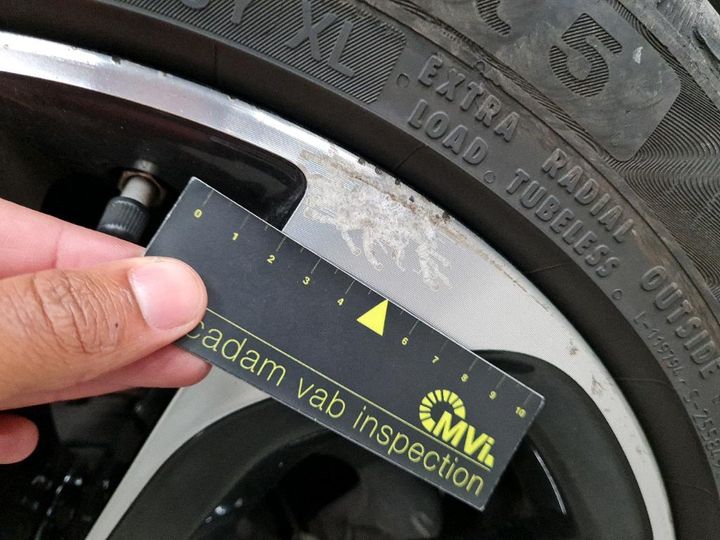 Y XL
5
EXTRA RADIAL OUTSIDE
LOAD. TUBELESS.
0 1 2 3 4 6 7 8 9 10
cadam vab inspection
MVi.